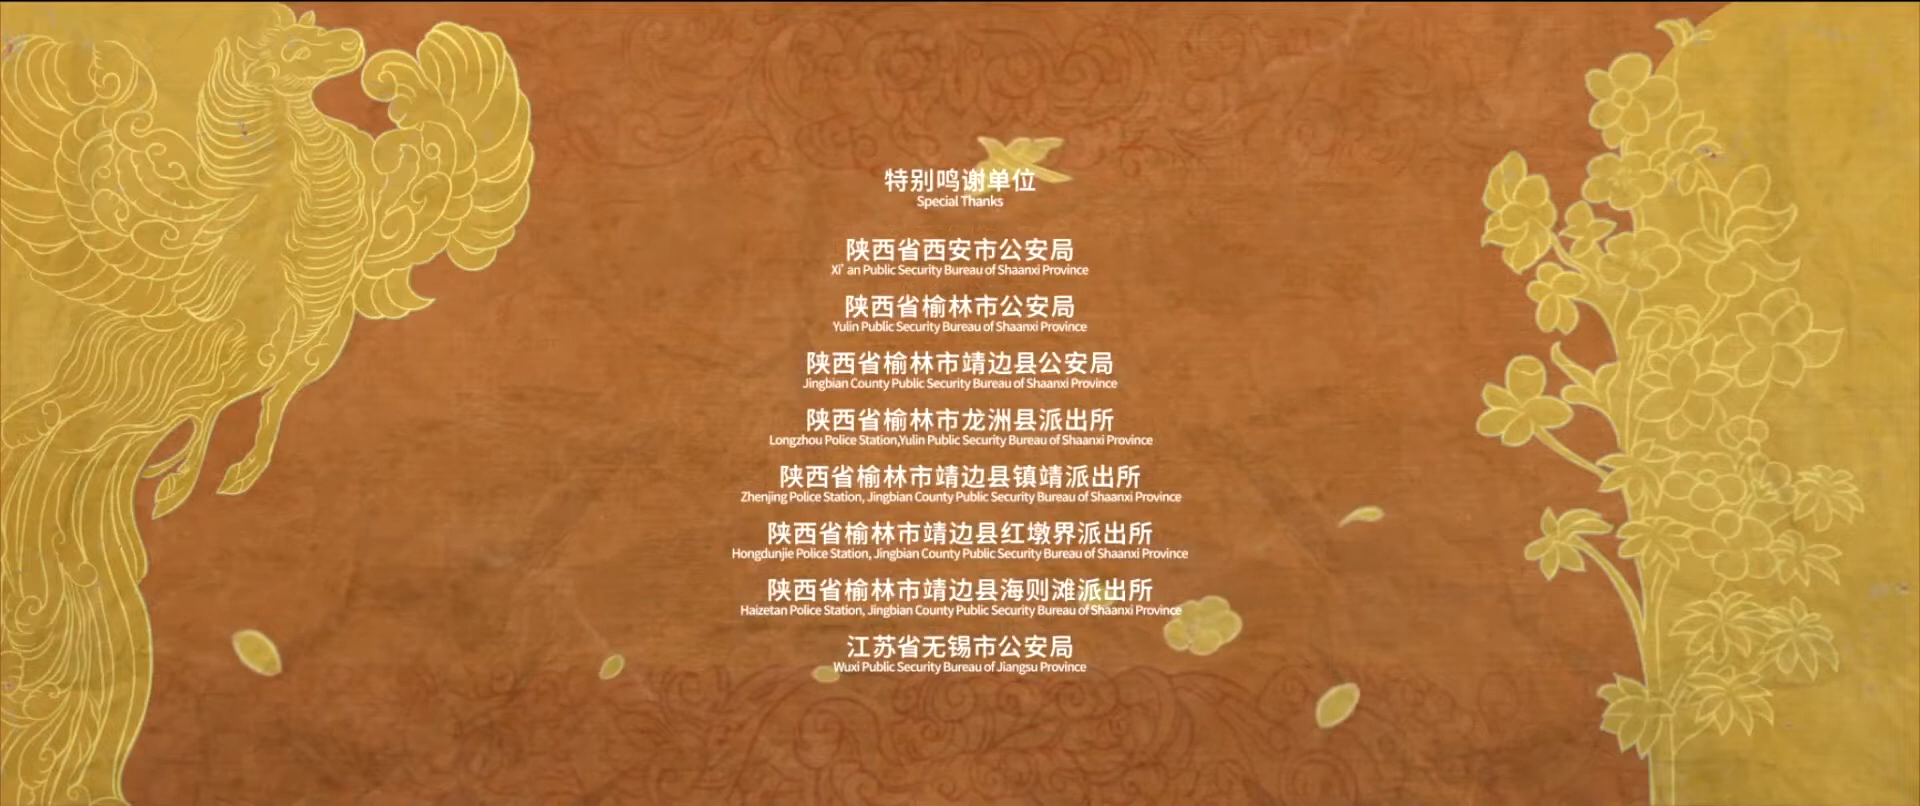 特别鸣谢单位
Special Thanks
陕西省西安市公安局
Xi' an Public Security Bureau of Shaanxi Province
陕西省榆林市公安局
Yulin Public Security Bureau of Shaanxi Province
陕西省榆林市靖边县公安局
Jingbian County Public Security Bureau of Shaanxi Province
陕西省榆林市龙洲县派出所
Longzhou Police Station,Yulin Public Security Bureau of Shaanxi Province
陕西省榆林市靖边县镇靖派出所
Zhenjing Police Station, Jingbian County Public Security Bureau of Shaanxi Province
陕西省榆林市靖边县红墩界派出所
Hongdunjie Police Station, Jingbian County Public Security Bureau of Shaanxi Province
陕西省榆林市靖边县海则滩派出所
Haizetan Police Station, Jingbian County Public Security Bureau of Shaanxi Province
江苏省无锡市公安局
Wuxi Public Security Bureau of Jiangsu Province